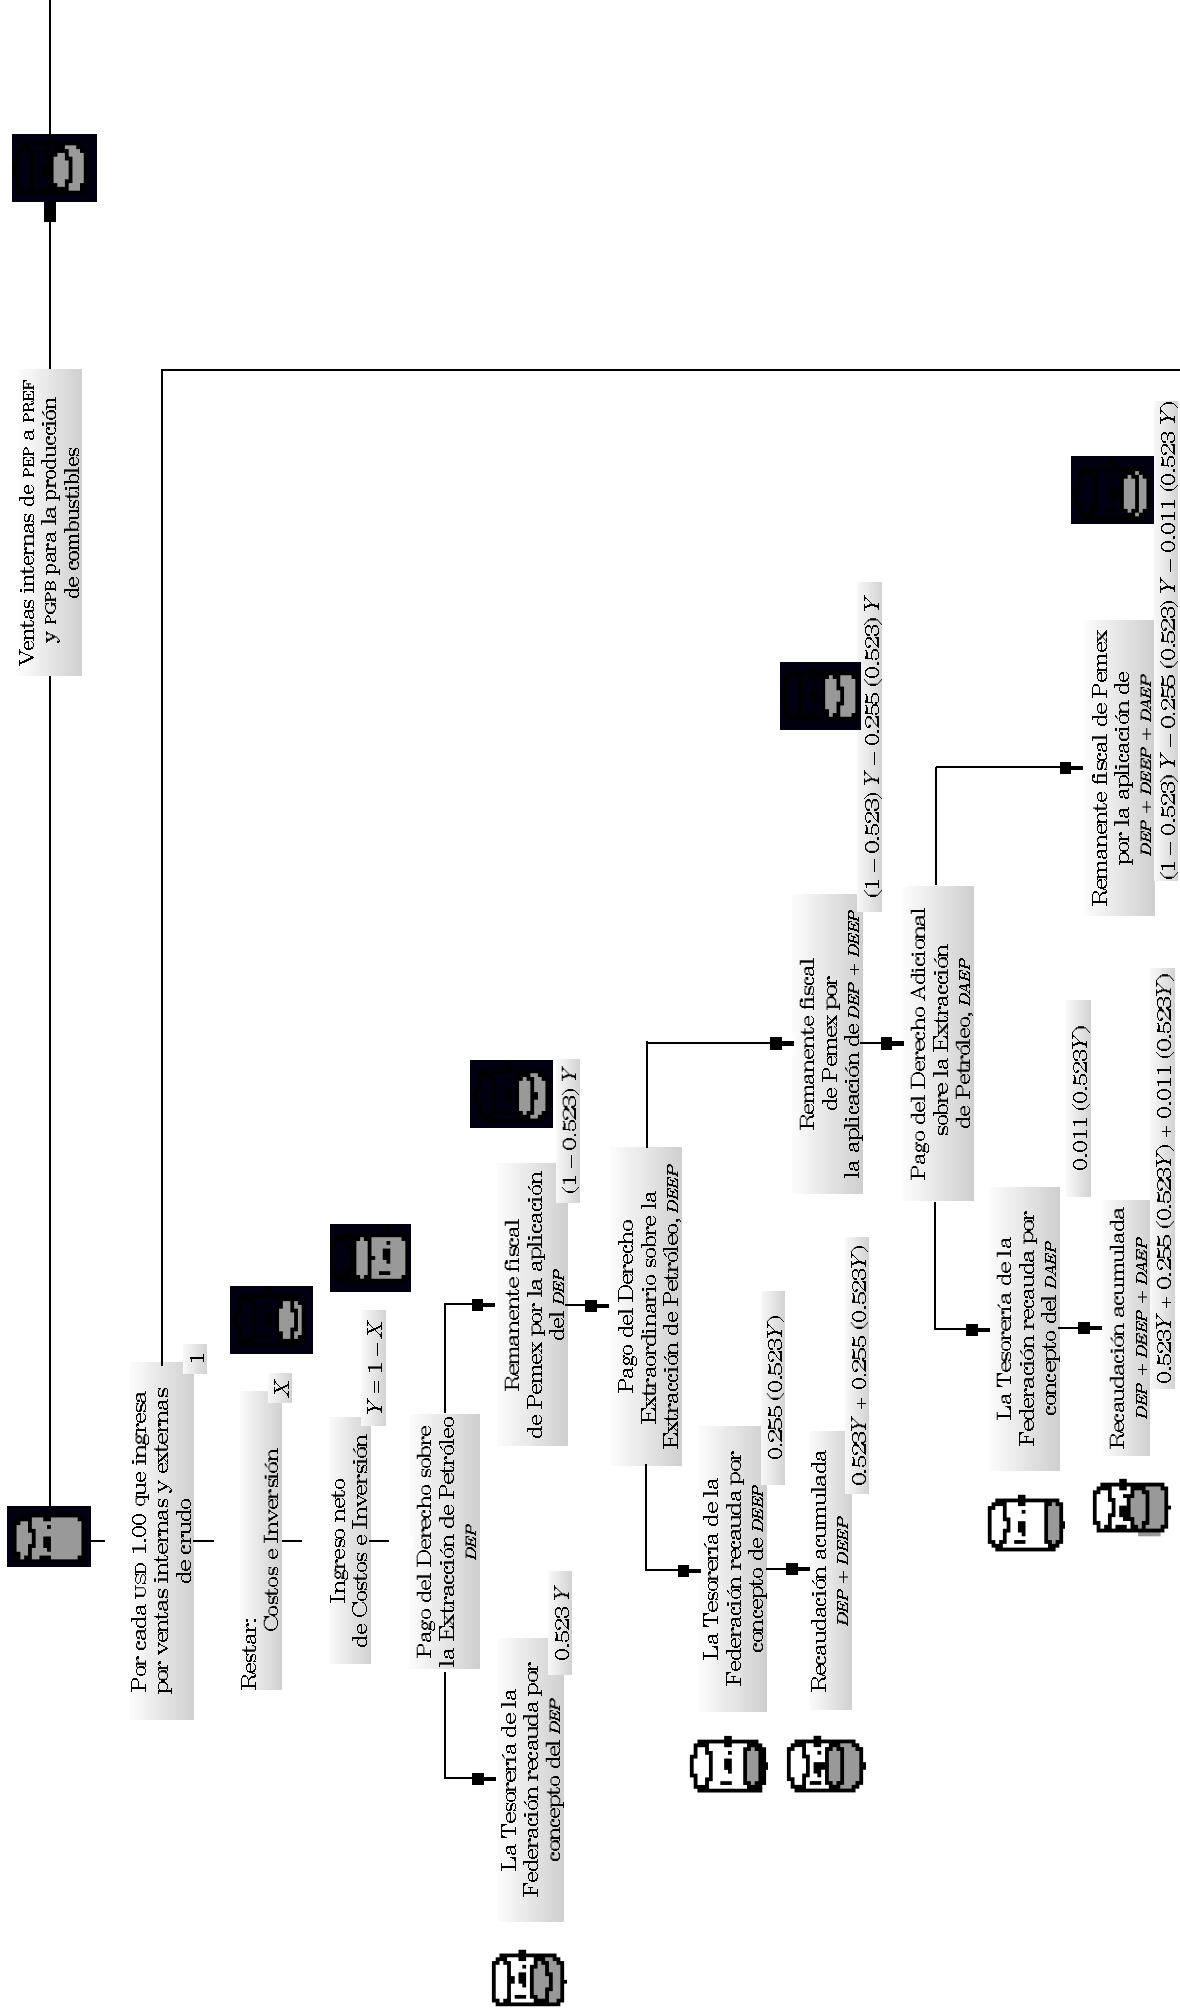 Ventas internas de PEP a PREF
y PGPB para la producción
de combustibles
Por cada USD 1.00 que ingresa
por ventas internas y externas
de crudo
1
Restar:
Costos e Inversión
X
Ingreso neto
de Costos e Inversión
Y = 1 − X
Pago del Derecho sobre
la Extracción de Petróleo
DEP
La Tesorería de la
Federación recauda por
concepto del DEP
0.523 Y
Remanente fiscal
de Pemex por la aplicación
del DEP
(1 − 0.523) Y
Pago del Derecho
Extraordinario sobre la
Extracción de Petróleo, DEEP
La Tesorería de la
Federación recauda por
concepto de DEEP
0.255 (0.523Y)
Recaudación acumulada
DEP + DEEP
0.523Y + 0.255 (0.523Y)
Remanente fiscal
de Pemex por
la aplicación de DEP + DEEP
(1 − 0.523) Y − 0.255 (0.523) Y
Pago del Derecho Adicional
sobre la Extracción
de Petróleo, DAEP
La Tesorería de la
Federación recauda por
concepto del DAEP
0.011 (0.523Y)
Recaudación acumulada
DEP + DEEP + DAEP
0.523Y + 0.255 (0.523Y) + 0.011 (0.523Y)
Remanente fiscal de Pemex
por la aplicación de
DEP + DEEP + DAEP
(1 − 0.523) Y − 0.255 (0.523) Y − 0.011 (0.523 Y)